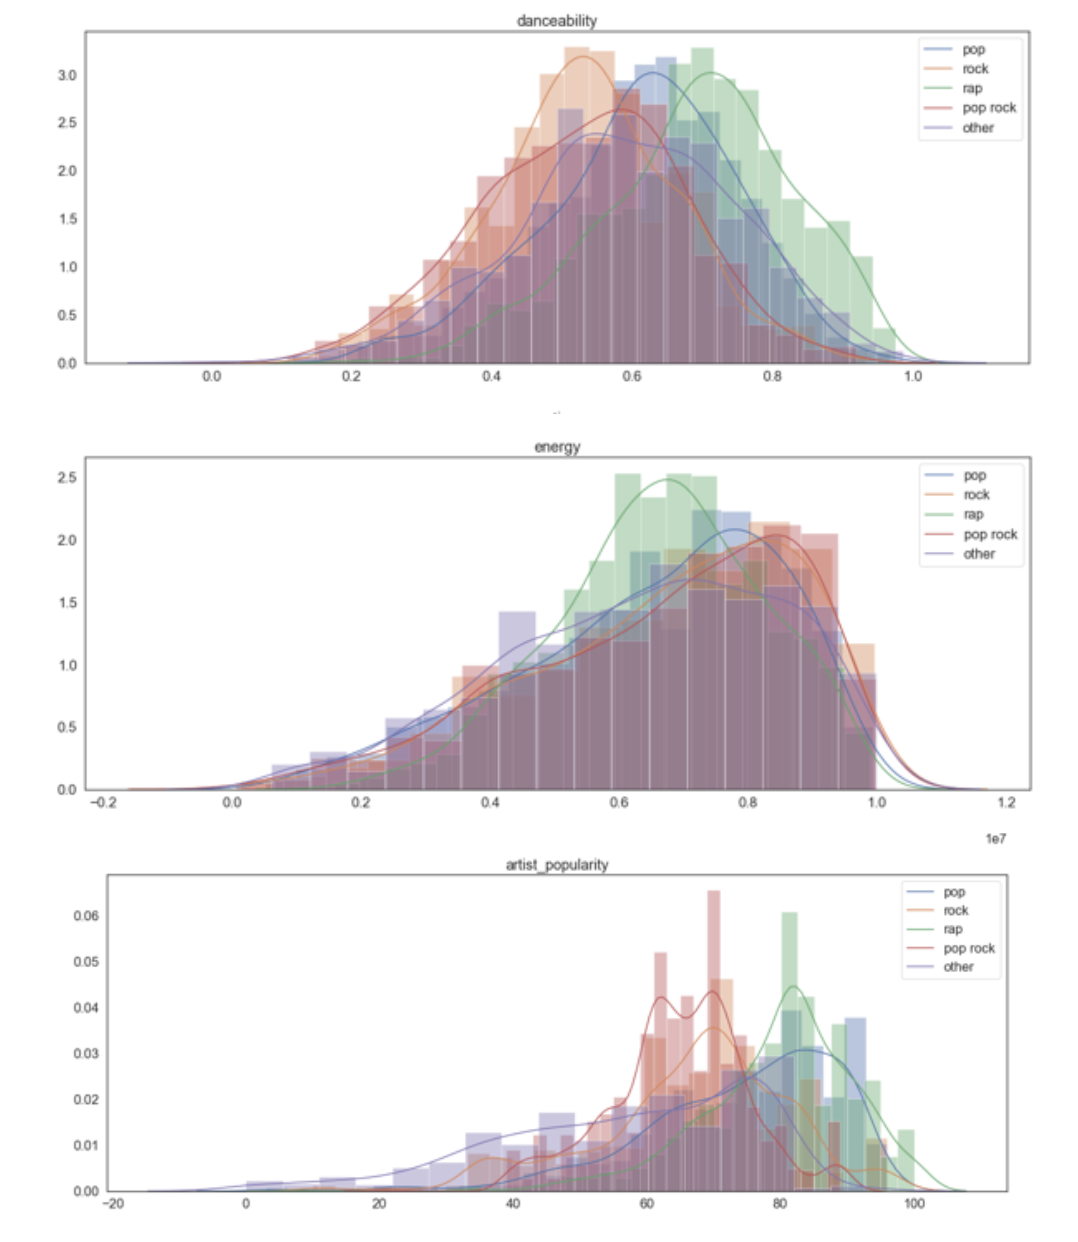 danceability
3.0
2.5
2.0
1.5
1.0
0.5
0.0
pop
rock
rap
pop rock
other
0.0 0.2 0.4 0.6 0.8 1.0
energy
2.5
2.0
1.5
1.0
0.5
0.0
pop
rock
rap
pop rock
other
−0.2 0.0 0.2 0.4 0.6 0.8 1.0 1.2
1e7
artist_popularity
0.06
0.05
0.04
0.03
0.02
0.01
0.00
pop
rock
rap
pop rock
other
−20 0 20 40 60 80 100